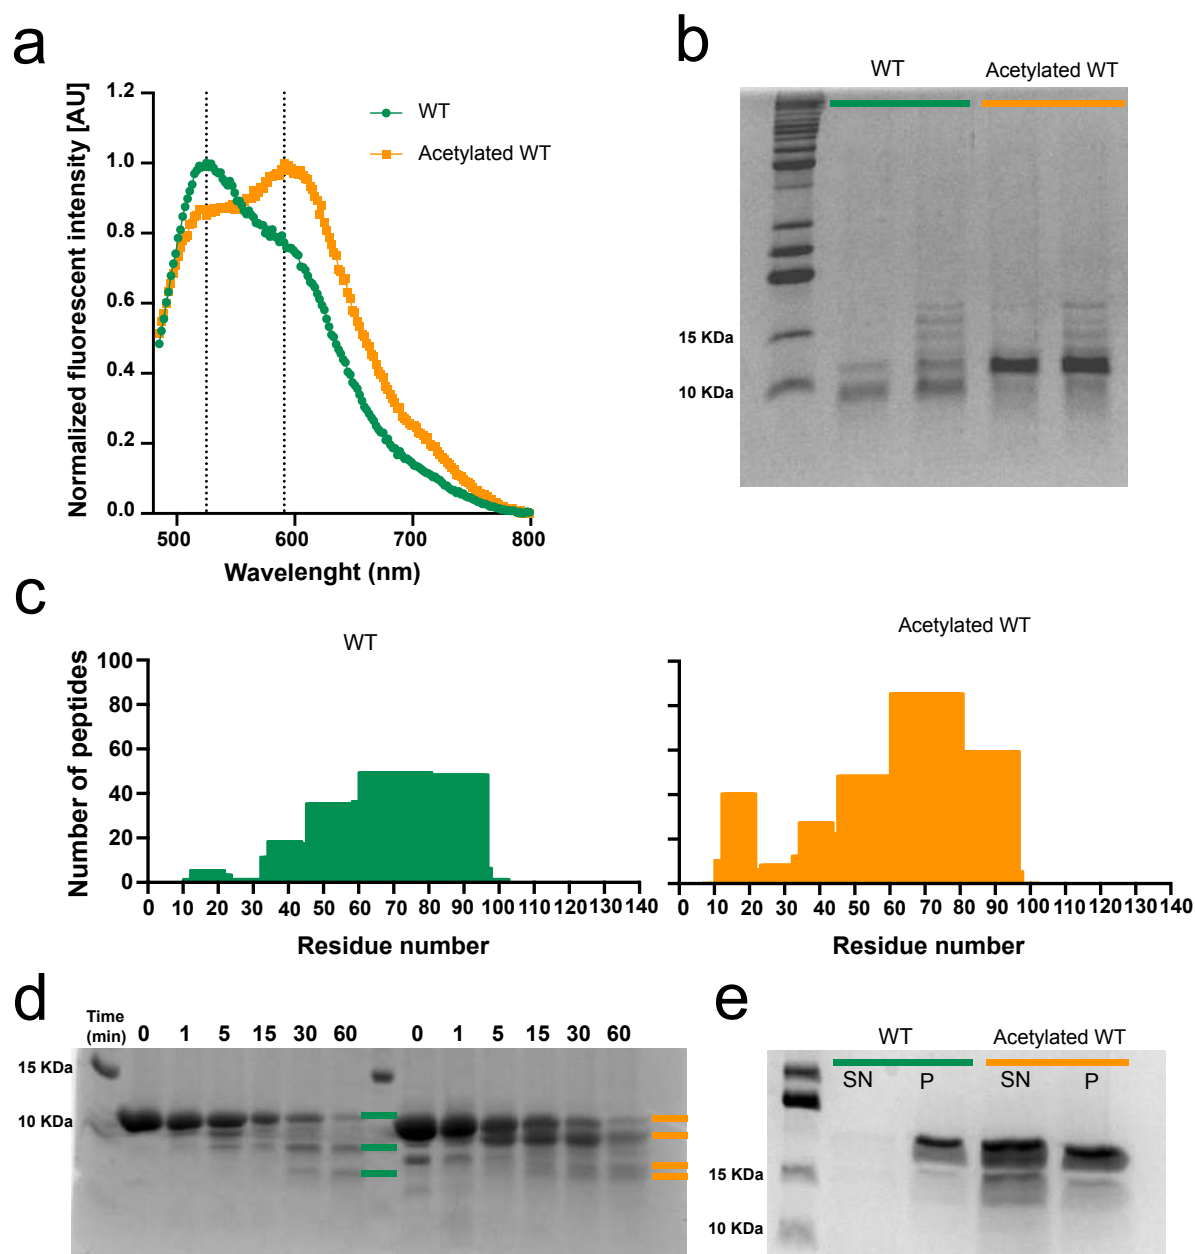 a
1.2
1.0
0.8
0.6
0.4
0.2
0.0
Normalized fluorescent intensity [AU]
500 600 700 800
Wavelenght (nm)
WT
Acetylated WT
b
WT Acetylated WT
15 KDa
10 KDa
c
WT
Number of peptides
100
80
60
40
20
0
0 10 20 30 40 50 60 70 80 90 100 110 120 130 140
Residue number
Acetylated WT
0 10 20 30 40 50 60 70 80 90 100 110 120 130 140
Residue number
d
Time
(min) 0 1 5 15 30 60 0 1 5 15 30 60
15 KDa
10 KDa
e
WT Acetylated WT
SN P SN P
15 KDa
10 KDa